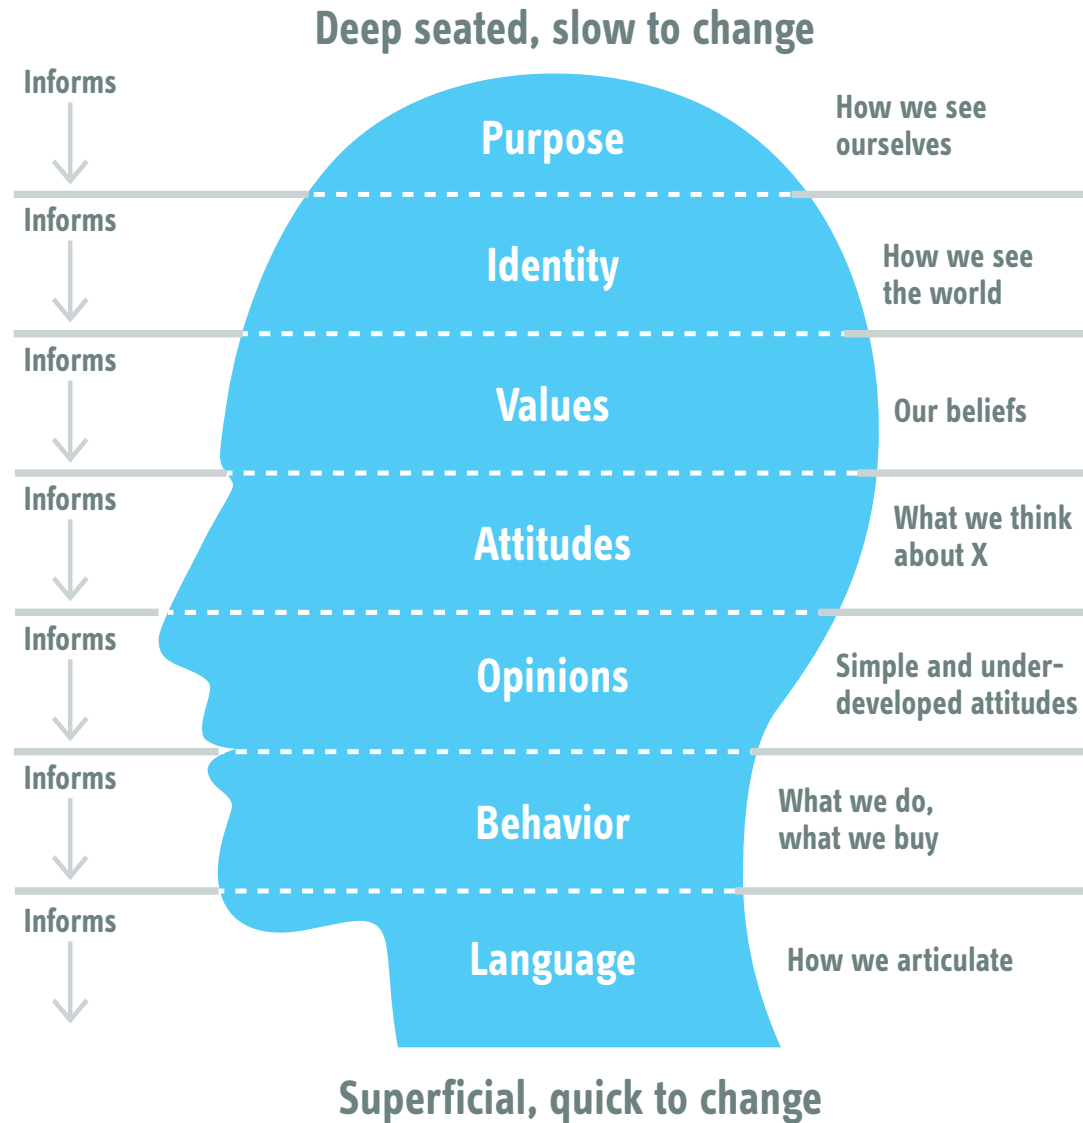 Deep seated, slow to change
Informs
Purpose
How we see
ourselves
Informs
Identity
How we see
the world
Informs
Values
Our beliefs
Informs
Attitudes
What we think
about X
Informs
Opinions
Simple and under-
developed attitudes
Informs
Behavior
What we do,
what we buy
Informs
Language
How we articulate
Superficial, quick to change